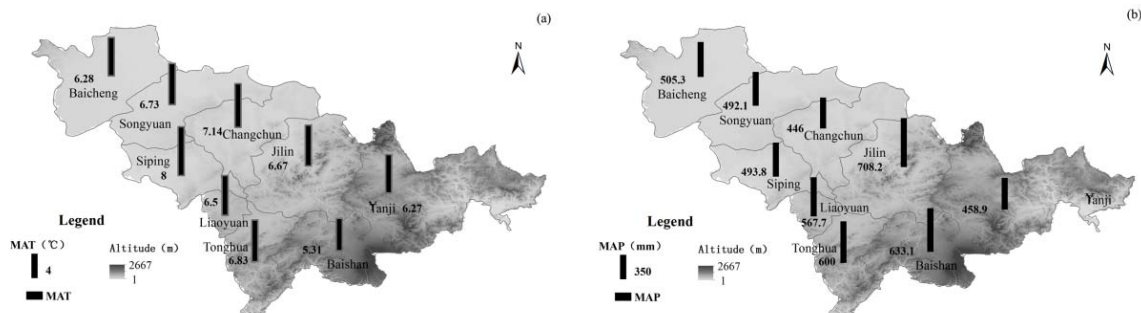 (a)
N
6.28
Baicheng
6.73
Songyuan
7.14
Changchun
Jilin
6.67
Siping
8
6.5
Liaoyuan
Yanji 6.27
Tonghua
6.83
5.31
Baishan
Legend
MAT (℃)
4
MAT
Altitude (m)
2667
1
(b)
N
505.3
Baicheng
492.1
Songyuan
446
Changchun
Jilin
708.2
493.8
Siping
Liaoyuan
567.7
458.9
Yanji
Tonghua
600
633.1
Baishan
Legend
MAP (mm)
350
MAP
Altitude (m)
2667
1